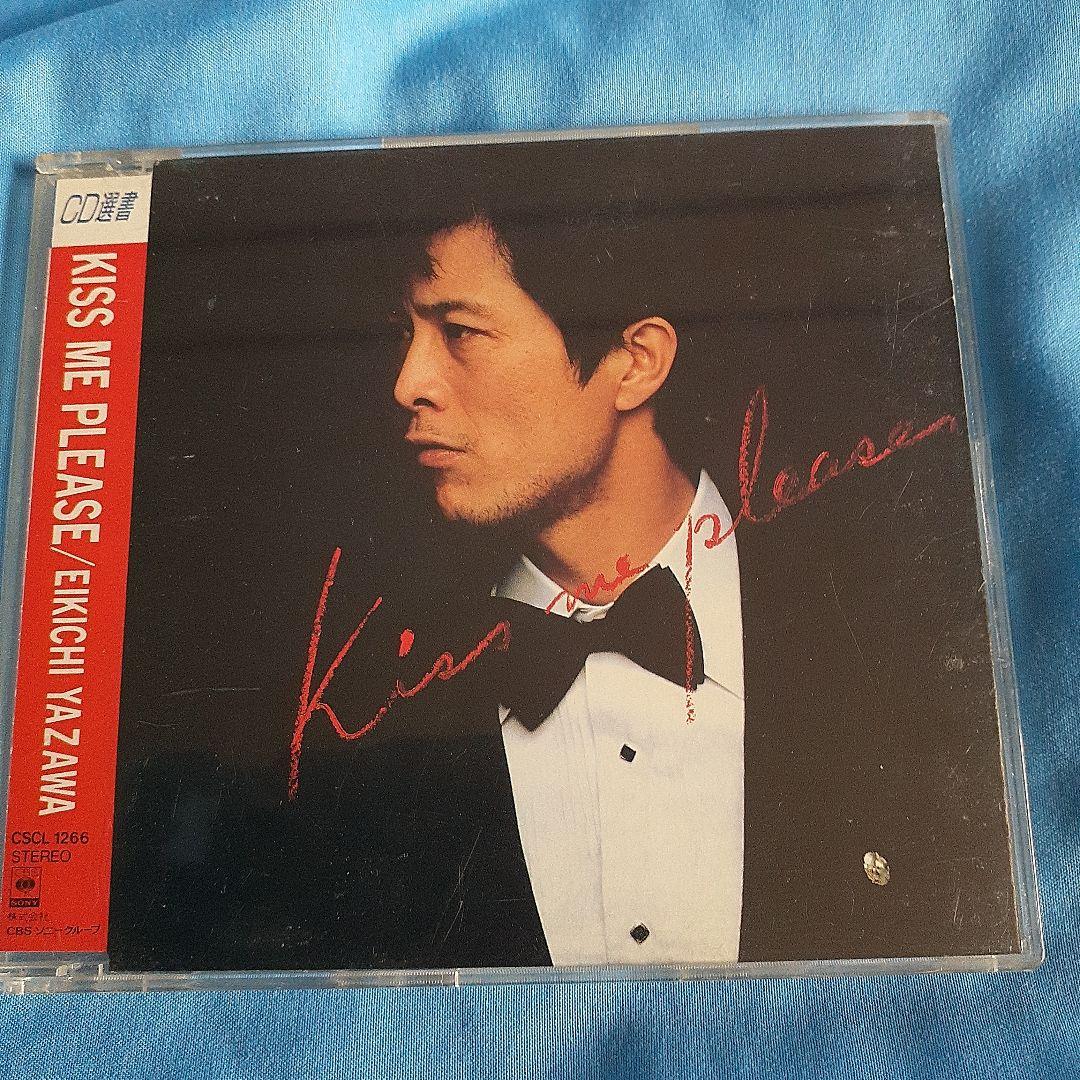 CD選書
KISS ME PLEASE/EIKICHI YAZAWA
CSCL 1266
STEREO
SONY
株式会社
CBSソニーグループ
Kiss me please